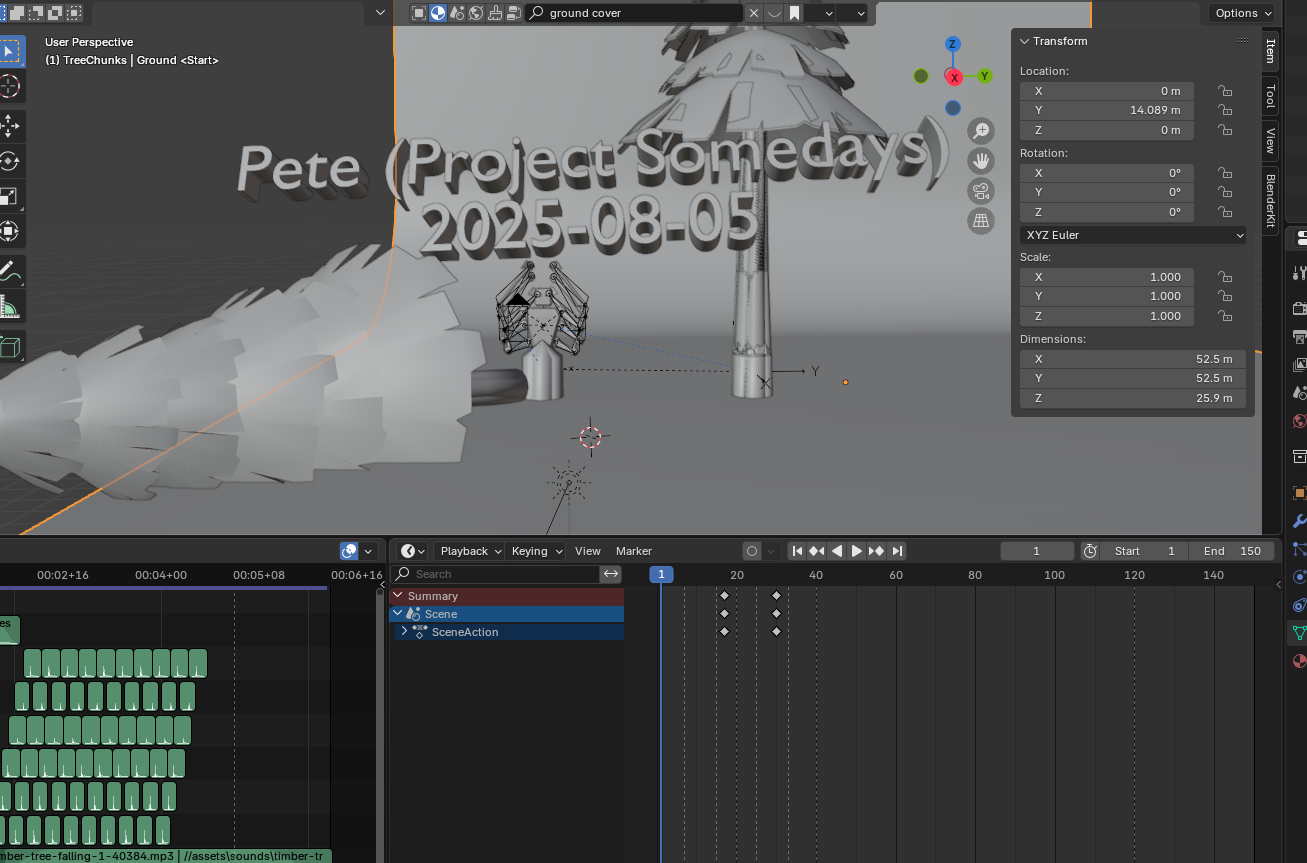 ground cover
Options
User Perspective
(1) TreeChunks | Ground <Start>
Z
Y
X
Pete (Project Somedays)
2025-08-05
Y
Transform
Location:
X 0 m
Y 14.089 m
Z 0 m
Rotation:
X 0°
Y 0°
Z 0°
XYZ Euler
Scale:
X 1.000
Y 1.000
Z 1.000
Dimensions:
X 52.5 m
Y 52.5 m
Z 25.9 m
Item
Tool
View
BlenderKit
Playback Keying View Marker
1 Start 1 End 150
00:02+16 00:04+00 00:05+08 00:06+16
Search
1 20 40 60 80 100 120 140
Summary
Scene
SceneAction
es
mber-tree-falling-1-40384.mp3 | //assets\sounds\timber-tr